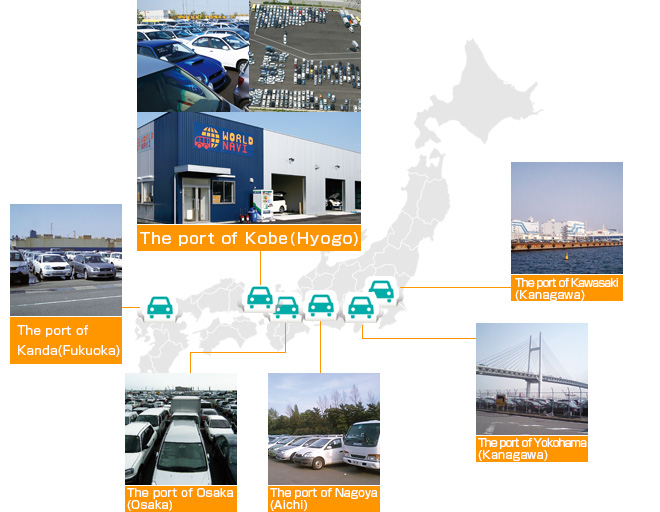 WORLD
NAVI
The port of Kobe(Hyogo)
The port of Kawasaki
(Kanagawa)
The port of
Kanda(Fukuoka)
The port of Yokohama
(Kanagawa)
The port of Osaka
(Osaka)
The port of Nagoya
(Aichi)